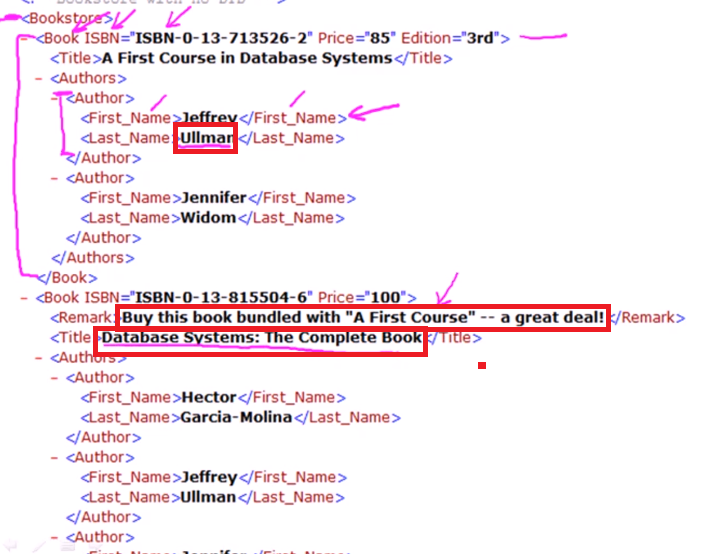 <Bookstore>
- <Book ISBN="ISBN-0-13-713526-2" Price="85" Edition="3rd">
<Title>A First Course in Database Systems</Title>
- <Authors>
- <Author>
<First_Name>Jeffrey</First_Name>
<Last_Name>Ullman</Last_Name>
</Author>
- <Author>
<First_Name>Jennifer</First_Name>
<Last_Name>Widom</Last_Name>
</Author>
</Authors>
</Book>
- <Book ISBN="ISBN-0-13-815504-6" Price="100">
<Remark>Buy this book bundled with "A First Course" -- a great deal!</Remark>
<Title>Database Systems: The Complete Book</Title>
- <Authors>
- <Author>
<First_Name>Hector</First_Name>
<Last_Name>Garcia-Molina</Last_Name>
</Author>
- <Author>
<First_Name>Jeffrey</First_Name>
<Last_Name>Ullman</Last_Name>
</Author>
- <Author>